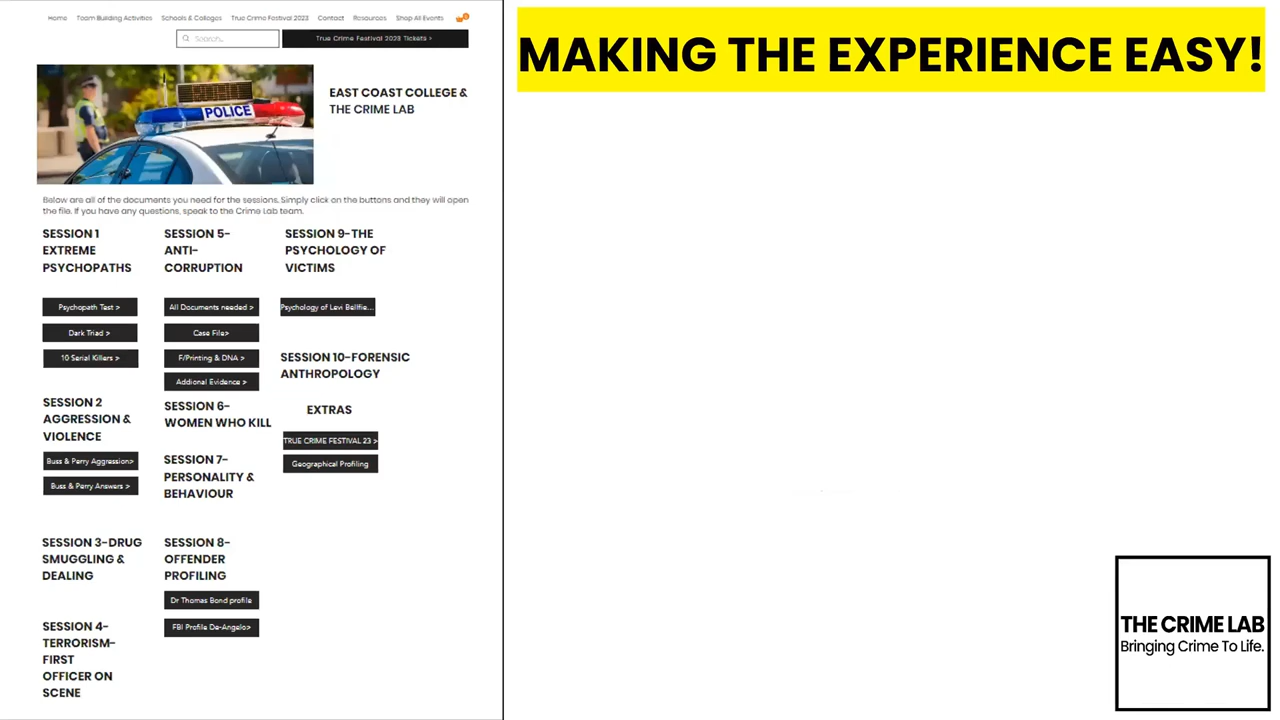 Home Team Building Activities Schools & Colleges True Crime Festival 2023 Contact Resources Shop All Events
Search...
True Crime Festival 2023 Tickets >
MAKING THE EXPERIENCE EASY!
POLICE
EAST COAST COLLEGE &
THE CRIME LAB
Below are all of the documents you need for the sessions. Simply click on the buttons and they will open
the file. If you have any questions, speak to the Crime Lab team.
SESSION 1
EXTREME
PSYCHOPATHS
Psychopath Test >
Dark Triad >
10 Serial Killers >
SESSION 2
AGGRESSION &
VIOLENCE
Buss & Perry Aggression>
Buss & Perry Answers >
SESSION 3-DRUG
SMUGGLING &
DEALING
SESSION 4-
TERRORISM-
FIRST
OFFICER ON
SCENE
SESSION 5-
ANTI-
CORRUPTION
All Documents needed >
Case File>
F/Printing & DNA >
Addional Evidence >
SESSION 6-
WOMEN WHO KILL
SESSION 7-
PERSONALITY &
BEHAVIOUR
SESSION 8-
OFFENDER
PROFILING
Dr Thomas Bond profile
FBI Profile De-Angelo>
SESSION 9-THE
PSYCHOLOGY OF
VICTIMS
Psychology of Levi Bellfie...
SESSION 10-FORENSIC
ANTHROPOLOGY
EXTRAS
TRUE CRIME FESTIVAL 23 >
Geographical Profiling
THE CRIME LAB
Bringing Crime To Life.